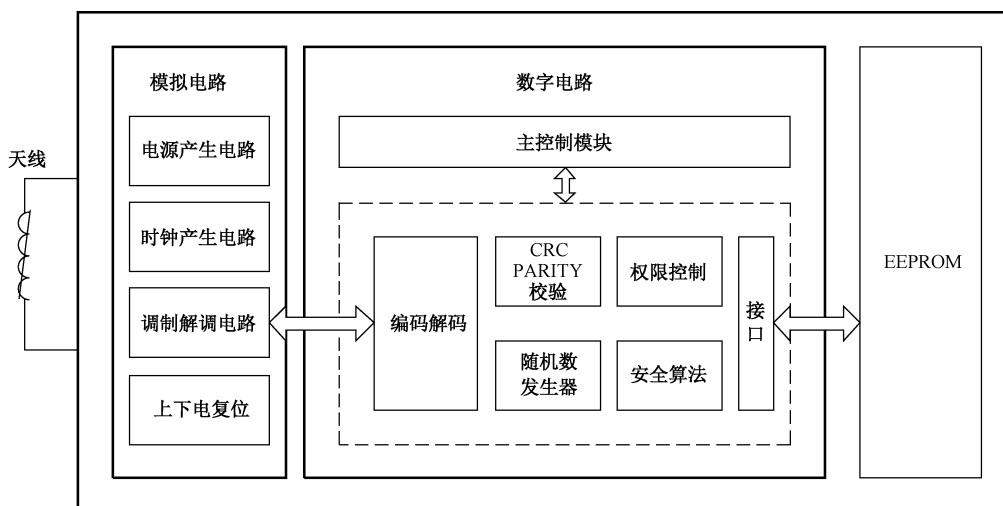 天线
模拟电路
电源产生电路
时钟产生电路
调制解调电路
上下电复位
数字电路
主控制模块
编码解码
CRC
PARITY
校验
权限控制
随机数
发生器
安全算法
接
口
EEPROM